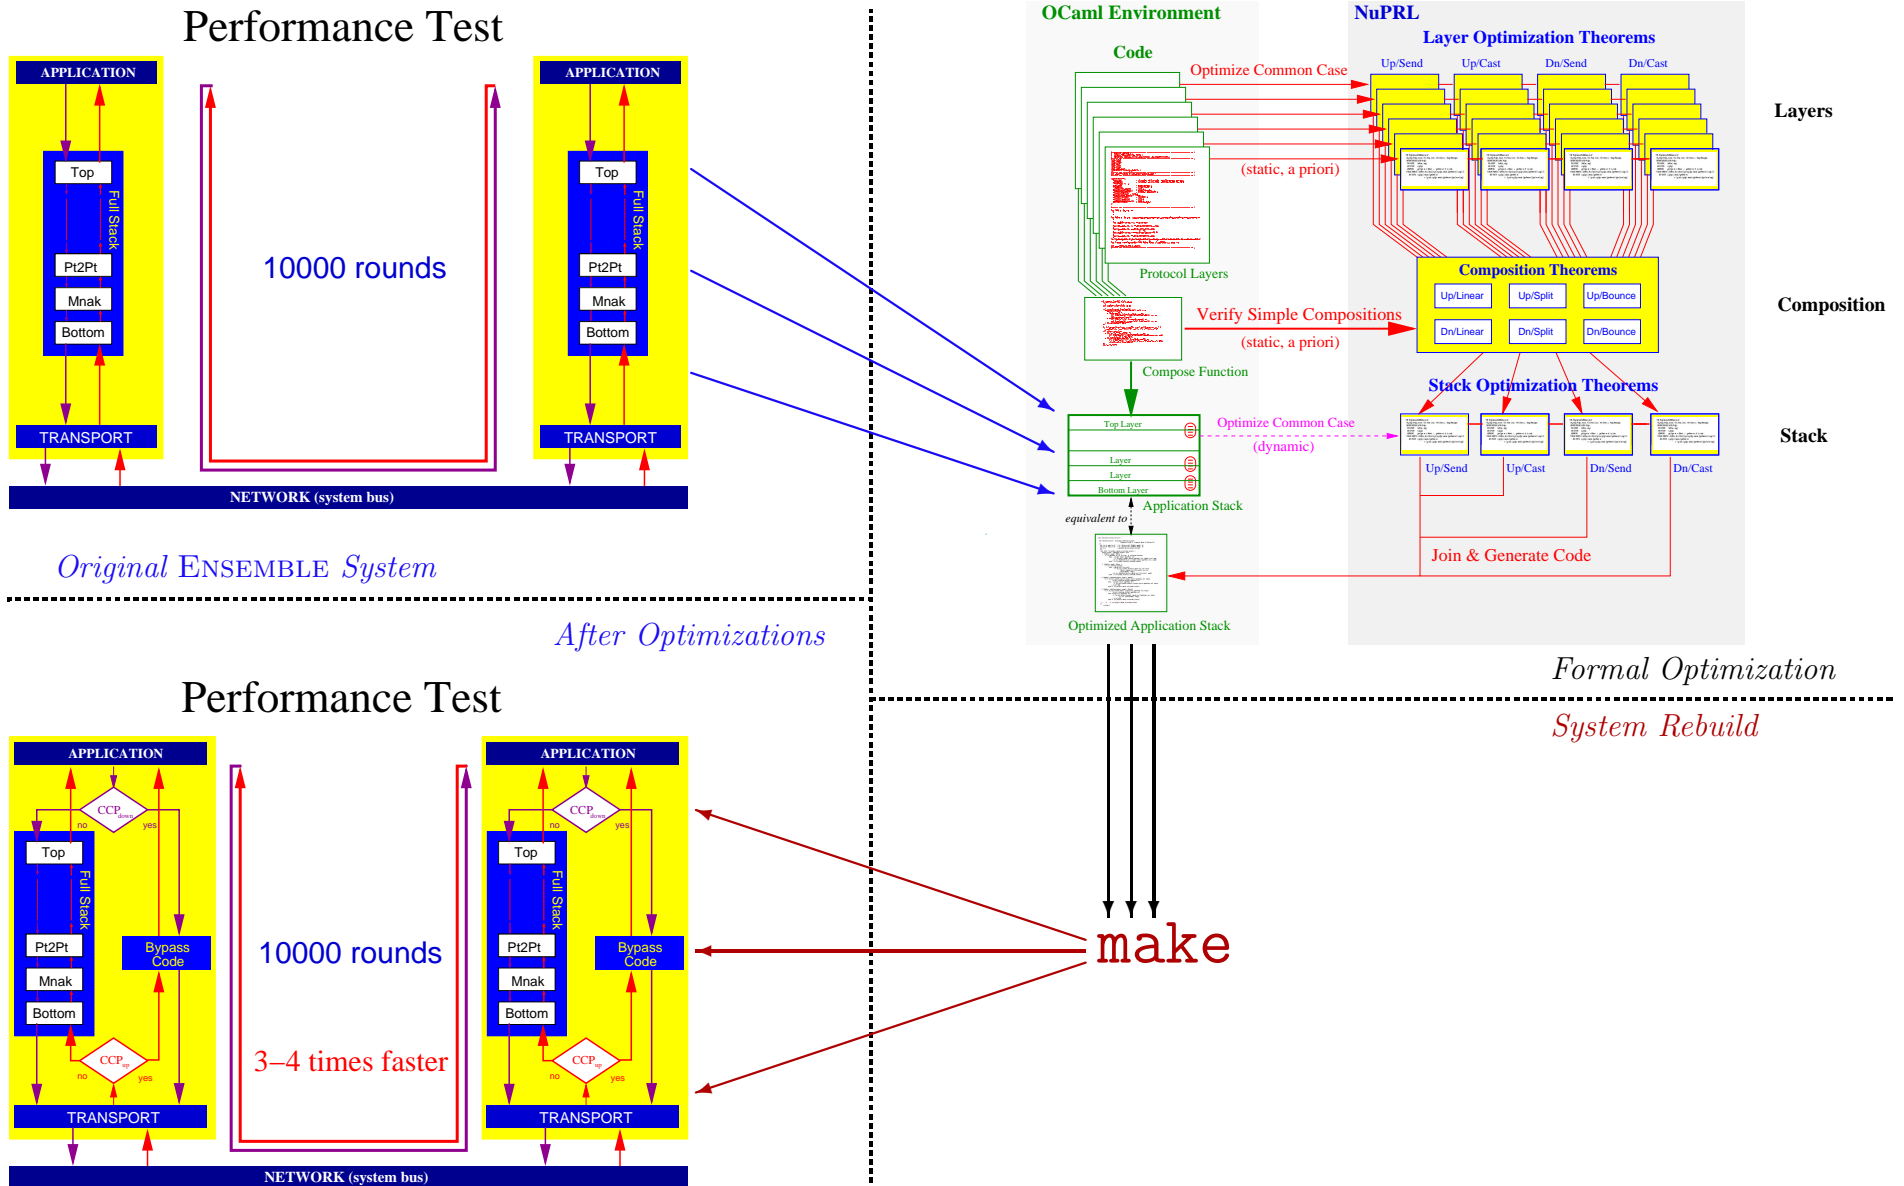 Performance Test
APPLICATION
APPLICATION
Top
Full Stack
Pt2Pt
Mnak
Bottom
TRANSPORT
10000 rounds
Top
Full Stack
Pt2Pt
Mnak
Bottom
TRANSPORT
NETWORK (system bus)
Original ENSEMBLE System
OCaml Environment
Code
Protocol Layers
Compose Function
Top Layer
Layer
Layer
Bottom Layer
Application Stack
equivalent to
Optimized Application Stack
Optimize Common Case
(static, a priori)
Verify Simple Compositions
(static, a priori)
Optimize Common Case
(dynamic)
NuPRL
Layer Optimization Theorems
Up/Send Up/Cast Dn/Send Dn/Cast
Composition Theorems
Up/Linear Up/Split Up/Bounce
Dn/Linear Dn/Split Dn/Bounce
Stack Optimization Theorems
Up/Send Up/Cast Dn/Send Dn/Cast
Join & Generate Code
Layers
Composition
Stack
Formal Optimization
System Rebuild
make
After Optimizations
Performance Test
APPLICATION
APPLICATION
CCP down
no yes
Top
Full Stack
Pt2Pt
Mnak
Bottom
Bypass
Code
CCP up
no yes
TRANSPORT
10000 rounds
3–4 times faster
CCP down
no yes
Top
Full Stack
Pt2Pt
Mnak
Bottom
Bypass
Code
CCP up
no yes
TRANSPORT
NETWORK (system bus)